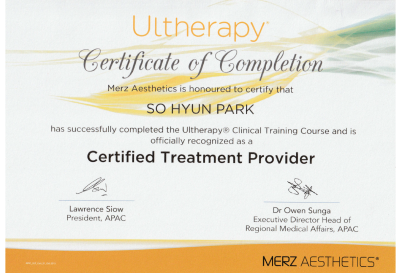 Ultherapy
Certificate of Completion
Merz Aesthetics is honoured to certify that
SO HYUN PARK
has successfully completed the Ultherapy® Clinical Training Course and is
officially recognized as a
Certified Treatment Provider
Lawrence Siow
President, APAC
Dr Owen Sunga
Executive Director Head of
Regional Medical Affairs, APAC
MERZ AESTHETICS®